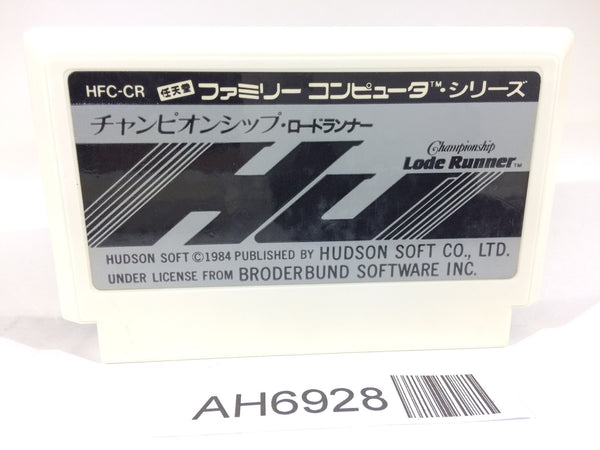 HFC-CR 任天堂 ファミリー コンピュータ™・シリーズ
チャンピオンシップ・ロードランナー
Championship
Lode Runner™
HUDSON SOFT ©1984 PUBLISHED BY HUDSON SOFT CO., LTD.
UNDER LICENSE FROM BRODERBUND SOFTWARE INC.
AH6928